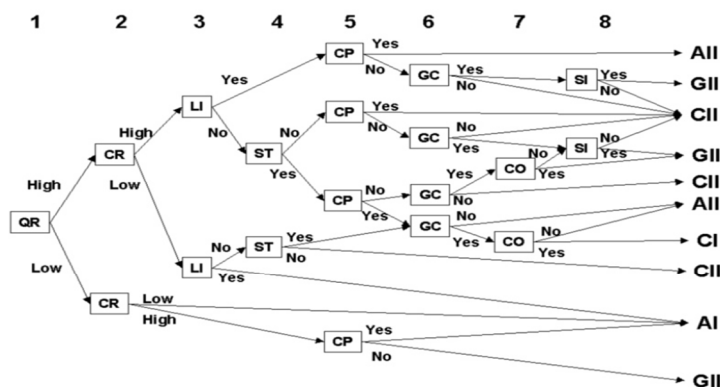 1 2 3 4 5 6 7 8
CP Yes AII
No GC Yes SI Yes GII
Yes No No
LI CP Yes CII
High No ST No No GC No SI No
CR Yes Yes Yes GII
High Low Yes CO No Yes
CP No GC No CII
QR Yes GC No AII
No ST Yes Yes CO No
Low LI No Yes CI
Yes CII
CR Low AI
High CP Yes
No GII